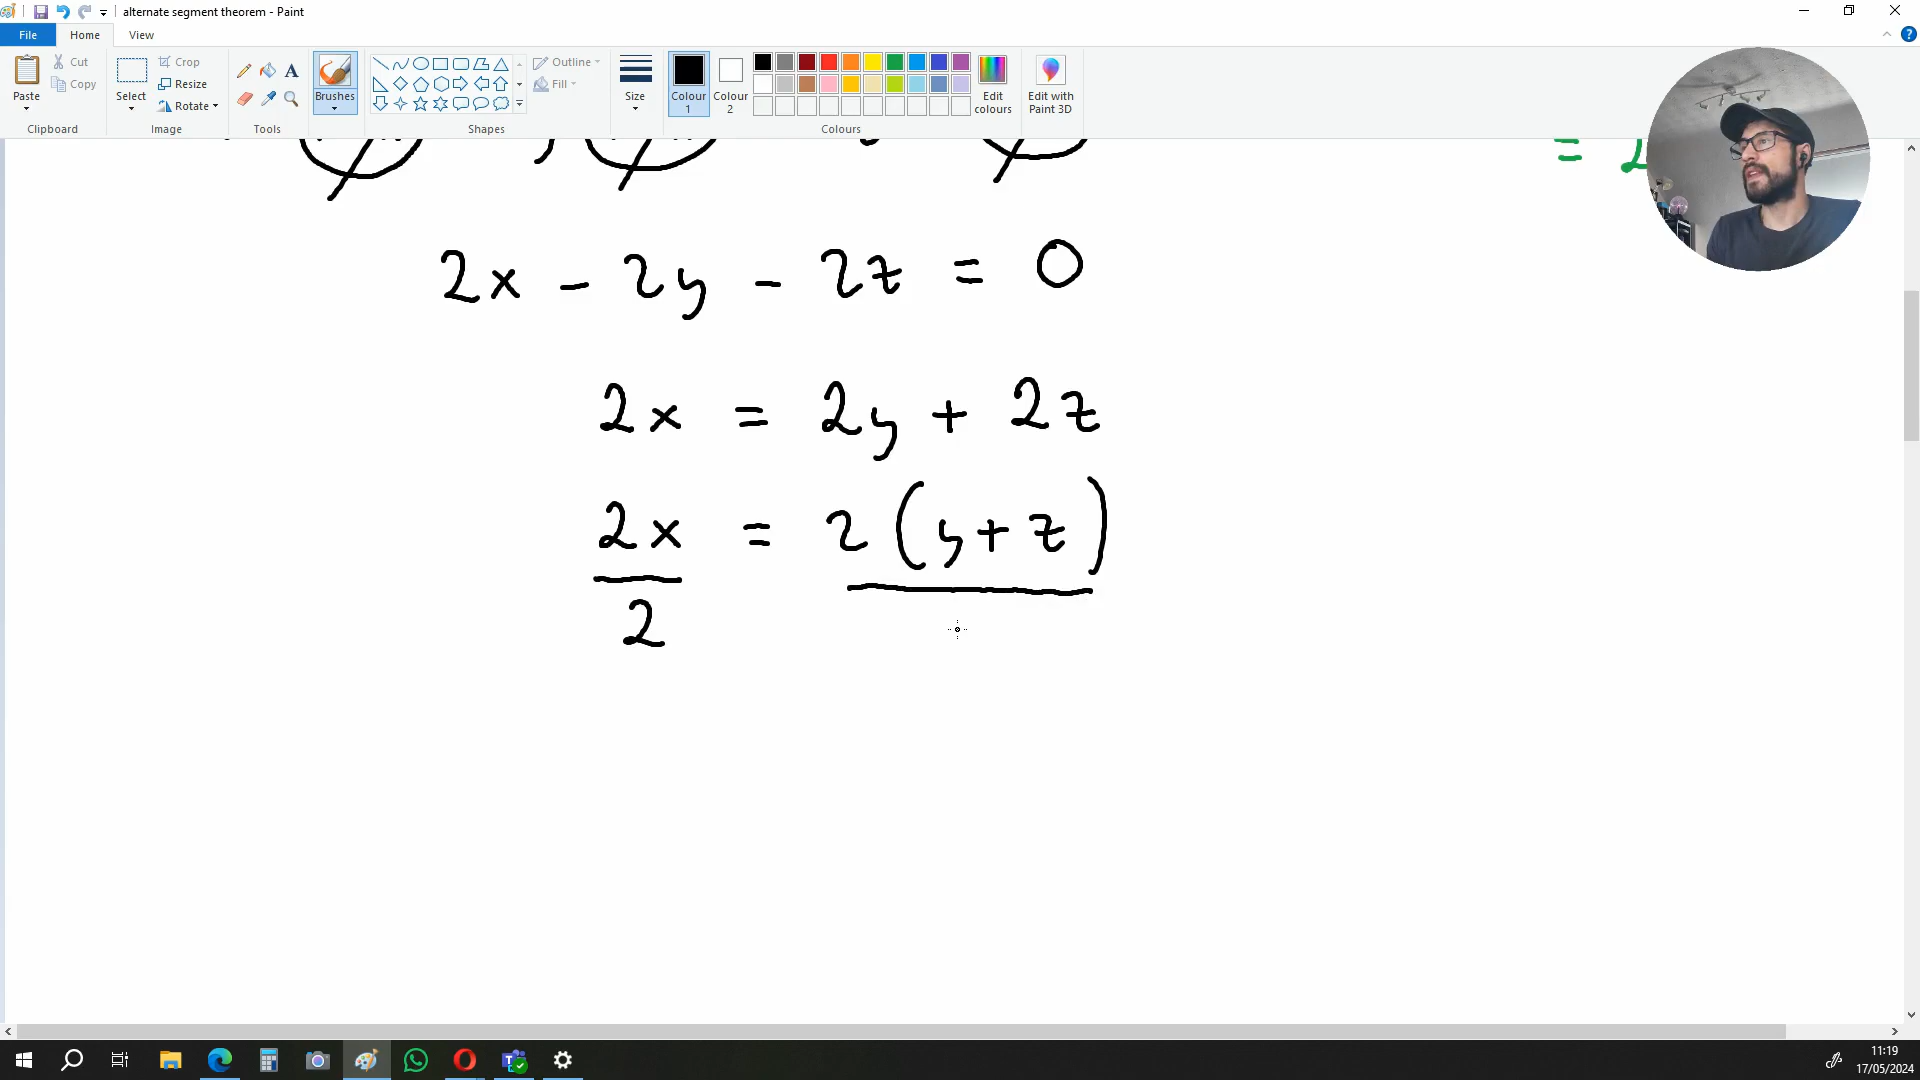 alternate segment theorem - Paint
File Home View
Paste Cut Copy Select Crop Resize Rotate Brushes Outline Fill Size Colour 1 Colour 2 Edit colours Edit with Paint 3D
Clipboard Image Tools Shapes Colours
= 2
2x - 2y - 2z = 0
2x = 2y + 2z
2x = 2(y+z)
2
11:19
17/05/2024